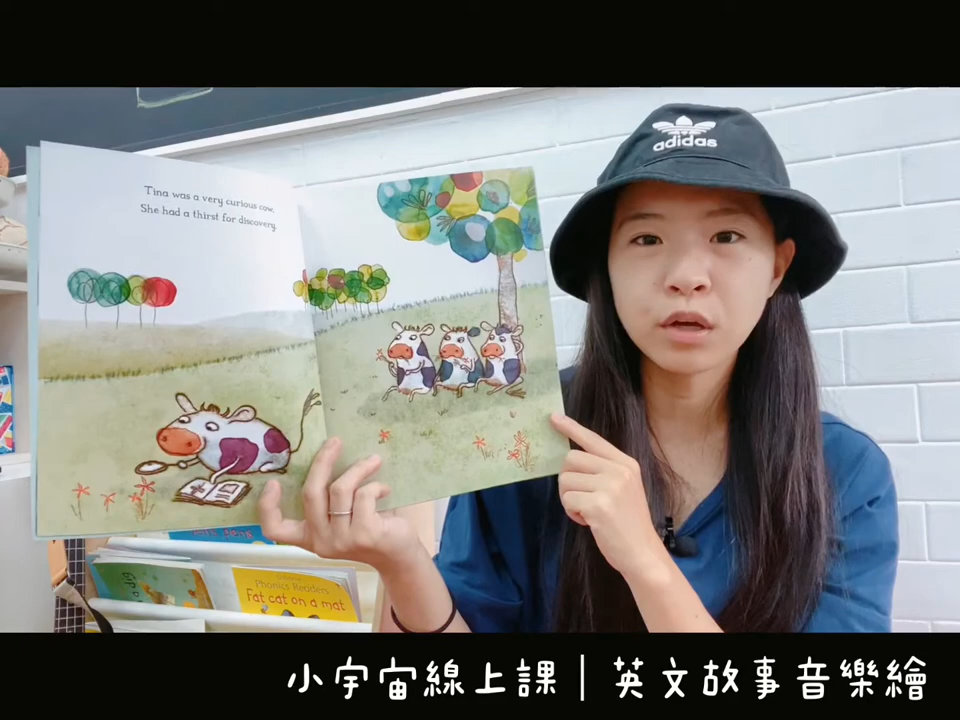 Tina was a very curious cow.
She had a thirst for discovery.
adidas
Phonics Readers
Fat cat on a mat
小宇宙線上課 | 英文故事音樂繪